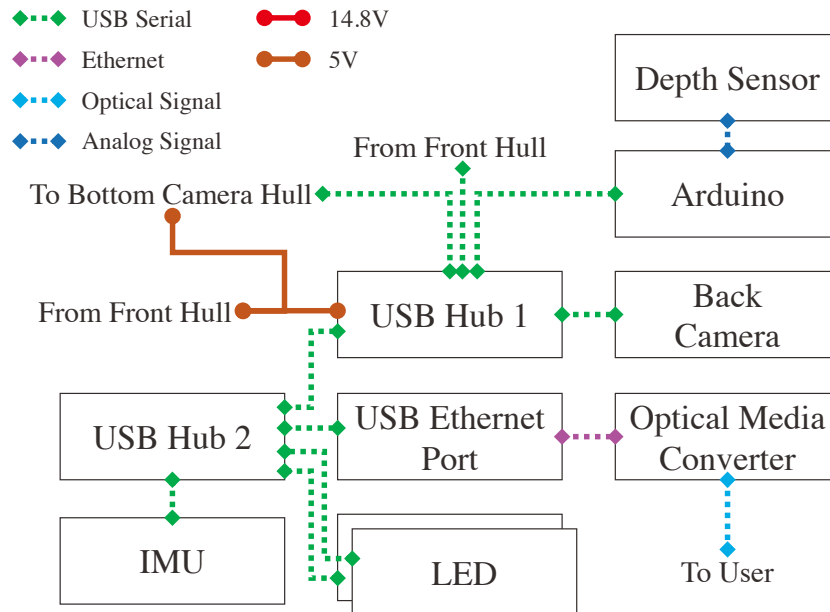 USB Serial
14.8V
Ethernet
5V
Optical Signal
Analog Signal
Depth Sensor
From Front Hull
To Bottom Camera Hull
Arduino
From Front Hull
USB Hub 1
Back
Camera
USB Hub 2
USB Ethernet
Port
Optical Media
Converter
IMU
LED
To User